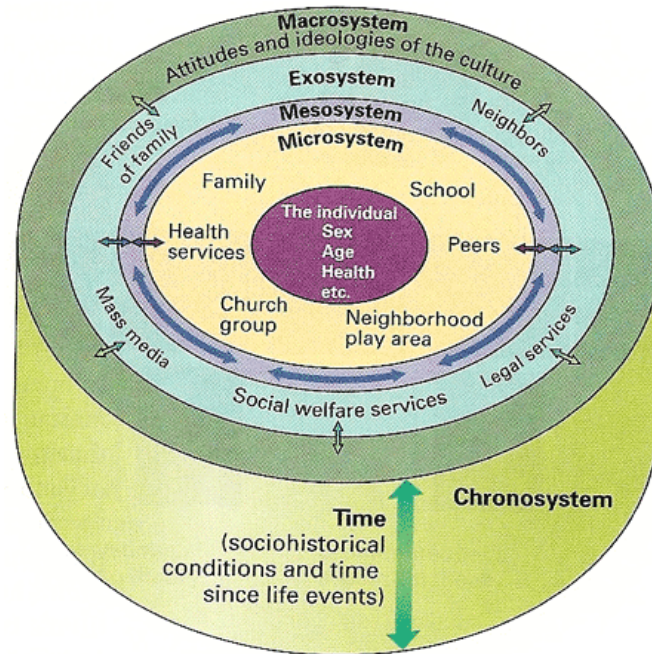 Macrosystem
Attitudes and ideologies of the culture
Exosystem
Mesosystem
Microsystem
Friends
of family
Neighbors
Family
School
The individual
Sex
Age
Health
etc.
Health
services
Peers
Church
group
Neighborhood
play area
Mass media
Legal services
Social welfare services
Chronosystem
Time
(sociohistorical
conditions and time
since life events)